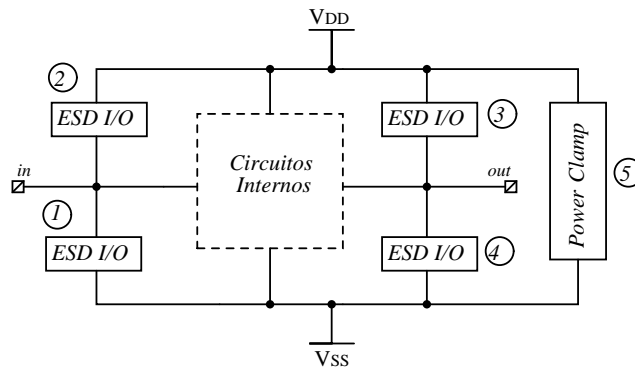 VDD
2
ESD I/O
ESD I/O
3
in
Circuitos
Internos
out
Power Clamp
5
1
ESD I/O
ESD I/O
4
VSS